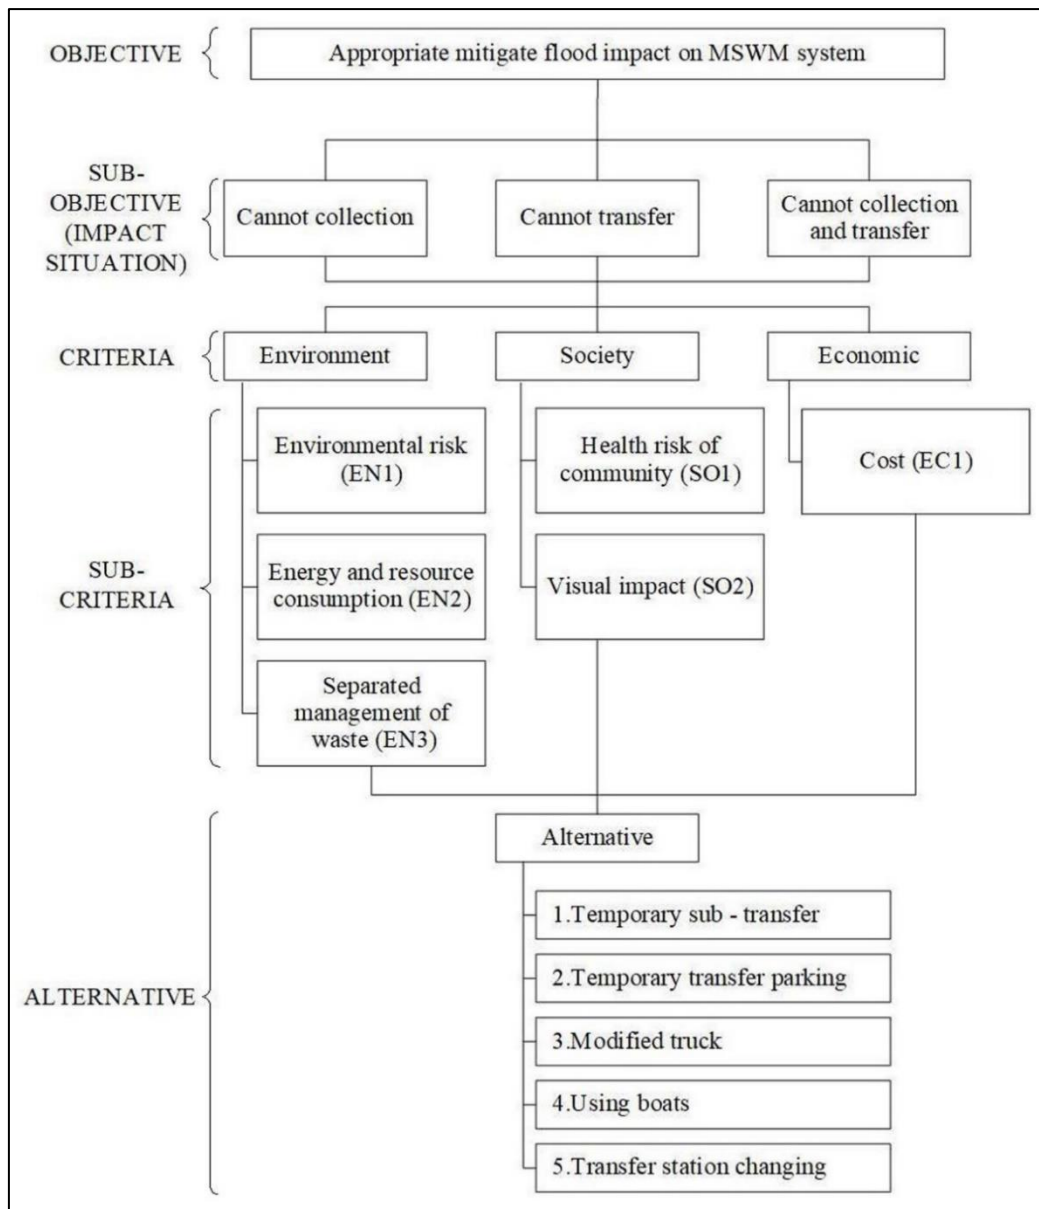 OBJECTIVE
Appropriate mitigate flood impact on MSWM system
SUB-
OBJECTIVE
(IMPACT
SITUATION)
Cannot collection
Cannot transfer
Cannot collection
and transfer
CRITERIA
Environment
Society
Economic
SUB-
CRITERIA
Environmental risk
(EN1)
Health risk of
community (SO1)
Cost (EC1)
Energy and resource
consumption (EN2)
Visual impact (SO2)
Separated
management of
waste (EN3)
ALTERNATIVE
Alternative
1.Temporary sub - transfer
2.Temporary transfer parking
3.Modified truck
4.Using boats
5.Transfer station changing